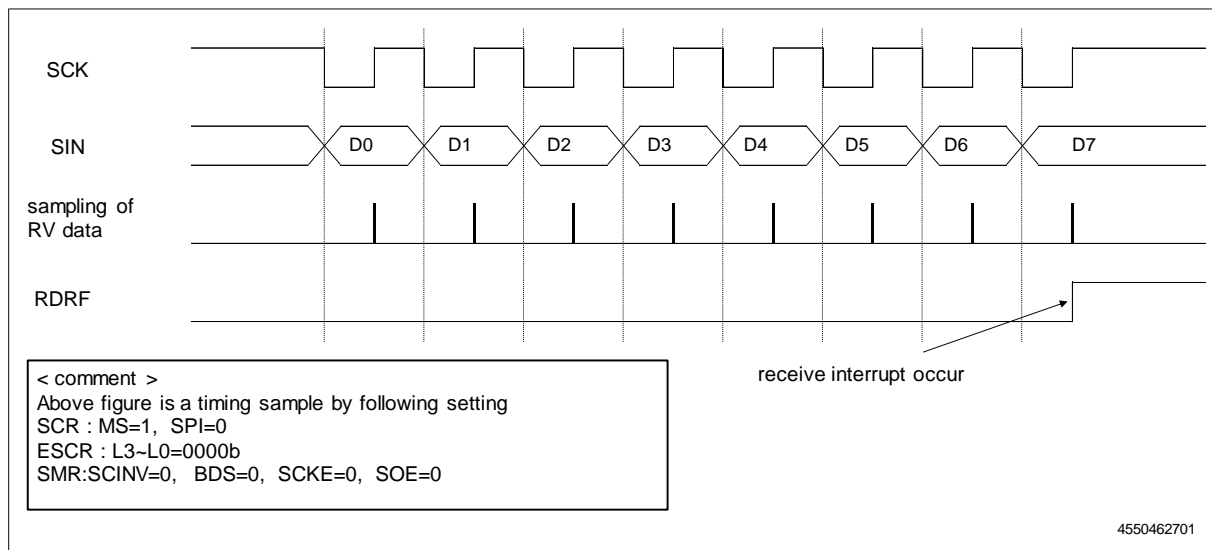 SCK
SIN
D0 D1 D2 D3 D4 D5 D6 D7
sampling of
RV data
RDRF
receive interrupt occur
< comment >
Above figure is a timing sample by following setting
SCR : MS=1, SPI=0
ESCR : L3~L0=0000b
SMR:SCINV=0, BDS=0, SCKE=0, SOE=0
4550462701